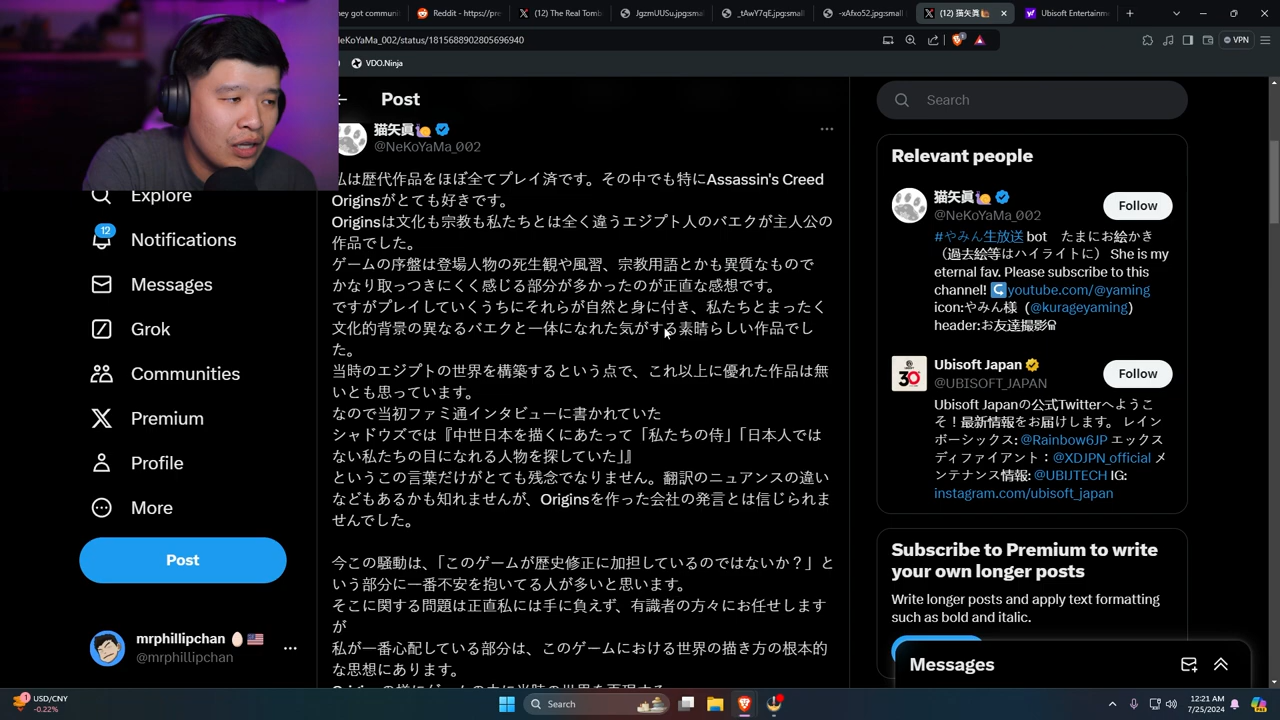 ey got communi
Reddit - https://pre
(12) The Real Tomb
JgzmUUSu.jpg:small
_tAwY7qE.jpg:small
-xAfxo52.jpg:small
(12) 猫矢眞
Ubisoft Entertainm
NeKoYaMa_002/status/1815688902805696940
VPN
VDO.Ninja
Post
Search
猫矢眞
@NeKoYaMa_002
私は歴代作品をほぼ全てプレイ済です。その中でも特にAssassin's Creed
Originsがとても好きです。
Originsは文化も宗教も私たちとは全く違うエジプト人のバエクが主人公の
作品でした。
ゲームの序盤は登場人物の死生観や風習、宗教用語とかも異質なもので
かなり取っつきにくく感じる部分が多かったのが正直な感想です。
ですがプレイしていくうちにそれらが自然と身に付き、私たちとまったく
文化的背景の異なるバエクと一体になれた気がする素晴らしい作品でし
た。
当時のエジプトの世界を構築するという点で、これ以上に優れた作品は無
いとも思っています。
なので当初ファミ通インタビューに書かれていた
シャドウズでは『中世日本を描くにあたって「私たちの侍」「日本人では
ない私たちの目になれる人物を探していた」』
というこの言葉だけがとても残念でなりません。翻訳のニュアンスの違い
などもあるかも知れませんが、Originsを作った会社の発言とは信じられま
せんでした。
今この騒動は、「このゲームが歴史修正に加担しているのではないか？」と
いう部分に一番不安を抱いてる人が多いと思います。
そこに関する問題は正直私には手に負えず、有識者の方々にお任せします
が
私が一番心配している部分は、このゲームにおける世界の描き方の根本的
な思想にあります。
Explore
12
Notifications
Messages
Grok
Communities
Premium
Profile
More
Post
mrphillipchan
@mrphillipchan
Relevant people
猫矢眞
@NeKoYaMa_002
Follow
#やみん生放送 bot たまにお絵かき
（過去絵等はハイライトに） She is my
eternal fav. Please subscribe to this
channel! youtube.com/@yaming
icon:やみん様（@kurageyaming）
header:お友達撮影
Ubisoft Japan
@UBISOFT_JAPAN
Follow
30
Ubisoft Japanの公式Twitterへようこ
そ！最新情報をお届けします。 レイン
ボーシックス: @Rainbow6JP エックス
ディファイアント：@XDJPN_official メ
ンテナンス情報: @UBIJTECH IG:
instagram.com/ubisoft_japan
Subscribe to Premium to write
your own longer posts
Write longer posts and apply text formatting
such as bold and italic.
Messages
USD/CNY
-0.22%
Search
12:21 AM
7/25/2024